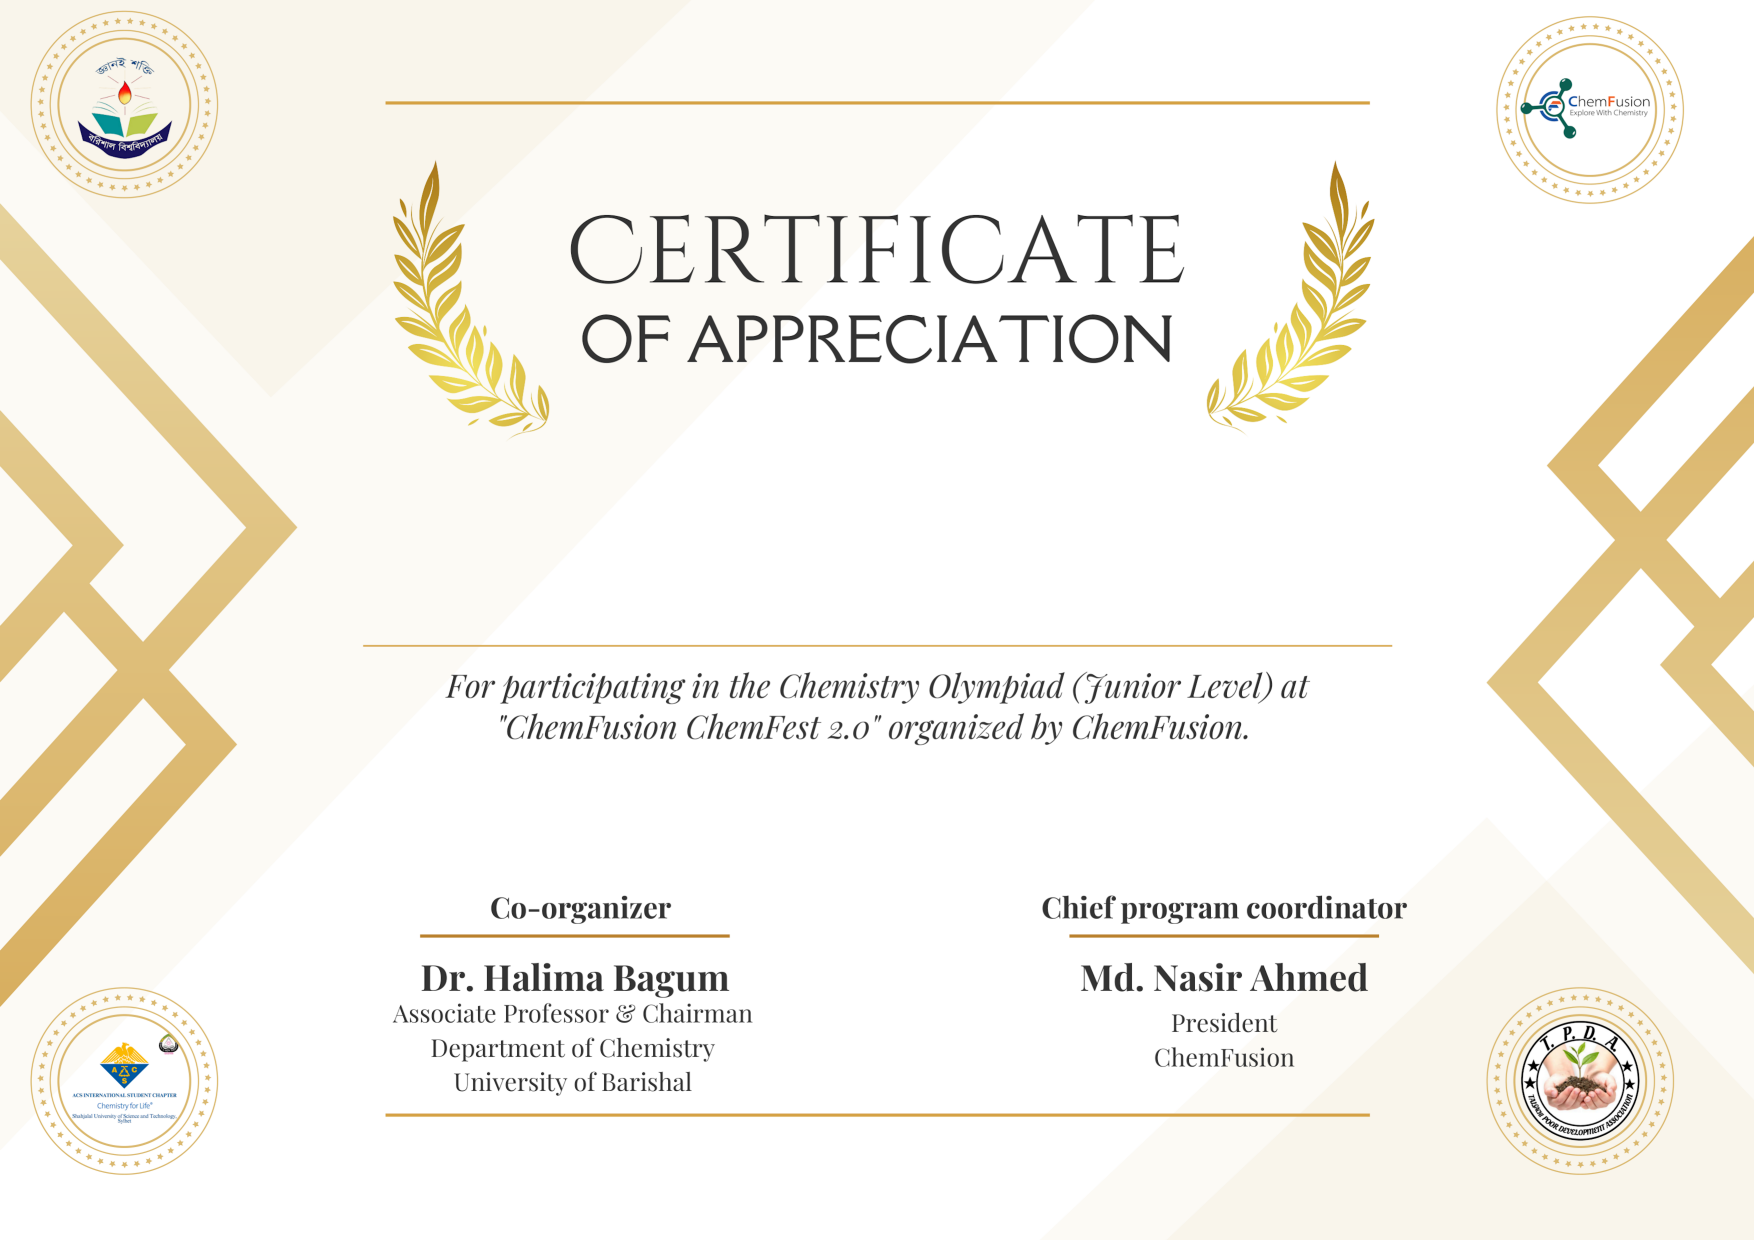 জ্ঞানই শক্তি
বরিশাল বিশ্ববিদ্যালয়
ChemFusion
Explore With Chemistry
CERTIFICATE
OF APPRECIATION
For participating in the Chemistry Olympiad (Junior Level) at
"ChemFusion ChemFest 2.0" organized by ChemFusion.
Co-organizer
Dr. Halima Bagum
Associate Professor & Chairman
Department of Chemistry
University of Barishal
Chief program coordinator
Md. Nasir Ahmed
President
ChemFusion
A C S
ACS INTERNATIONAL STUDENT CHAPTER
Chemistry for Life®
Shahjalal University of Science and Technology,
Sylhet
T. P. D. A.
POOR DEVELOPMENT ASSOCIATION